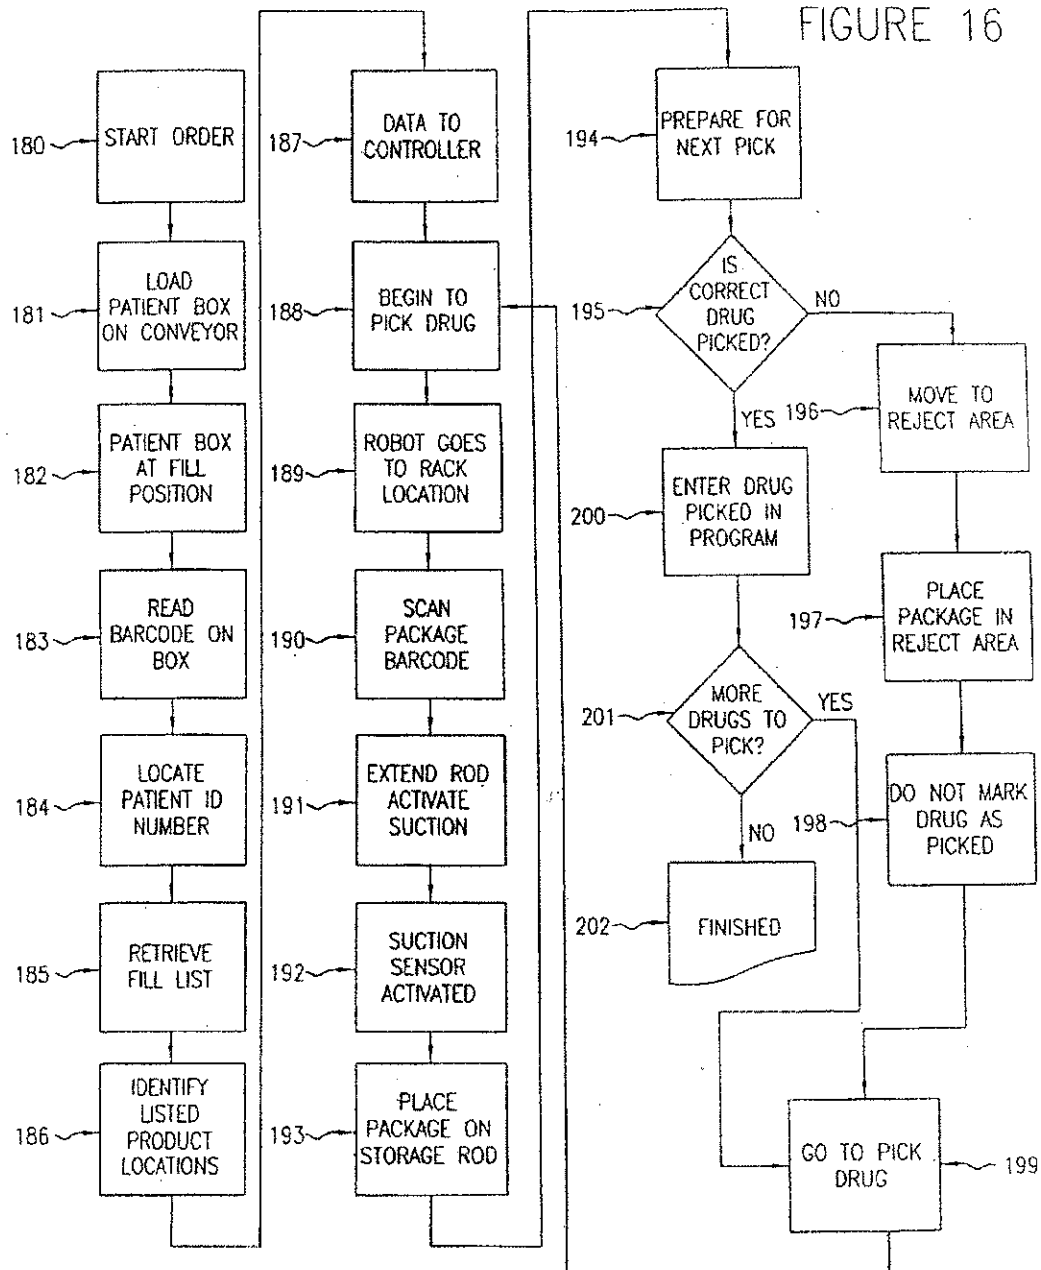 FIGURE 16
180
START ORDER
181
LOAD
PATIENT BOX
ON CONVEYOR
182
PATIENT BOX
AT FILL
POSITION
183
READ
BARCODE ON
BOX
184
LOCATE
PATIENT ID
NUMBER
185
RETRIEVE
FILL LIST
186
IDENTIFY
LISTED
PRODUCT
LOCATIONS
187
DATA TO
CONTROLLER
188
BEGIN TO
PICK DRUG
189
ROBOT GOES
TO RACK
LOCATION
190
SCAN
PACKAGE
BARCODE
191
EXTEND ROD
ACTIVATE
SUCTION
192
SUCTION
SENSOR
ACTIVATED
193
PLACE
PACKAGE ON
STORAGE ROD
194
PREPARE FOR
NEXT PICK
195
IS
CORRECT
DRUG
PICKED?
NO
YES
196
MOVE TO
REJECT AREA
197
PLACE
PACKAGE IN
REJECT AREA
198
DO NOT MARK
DRUG AS
PICKED
200
ENTER DRUG
PICKED IN
PROGRAM
201
MORE
DRUGS TO
PICK?
YES
NO
202
FINISHED
GO TO PICK
DRUG
199